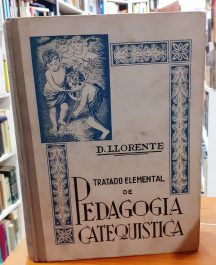 D. LLORENTE
TRATADO ELEMENTAL
DE
PEDAGOGIA
CATEQUISTICA